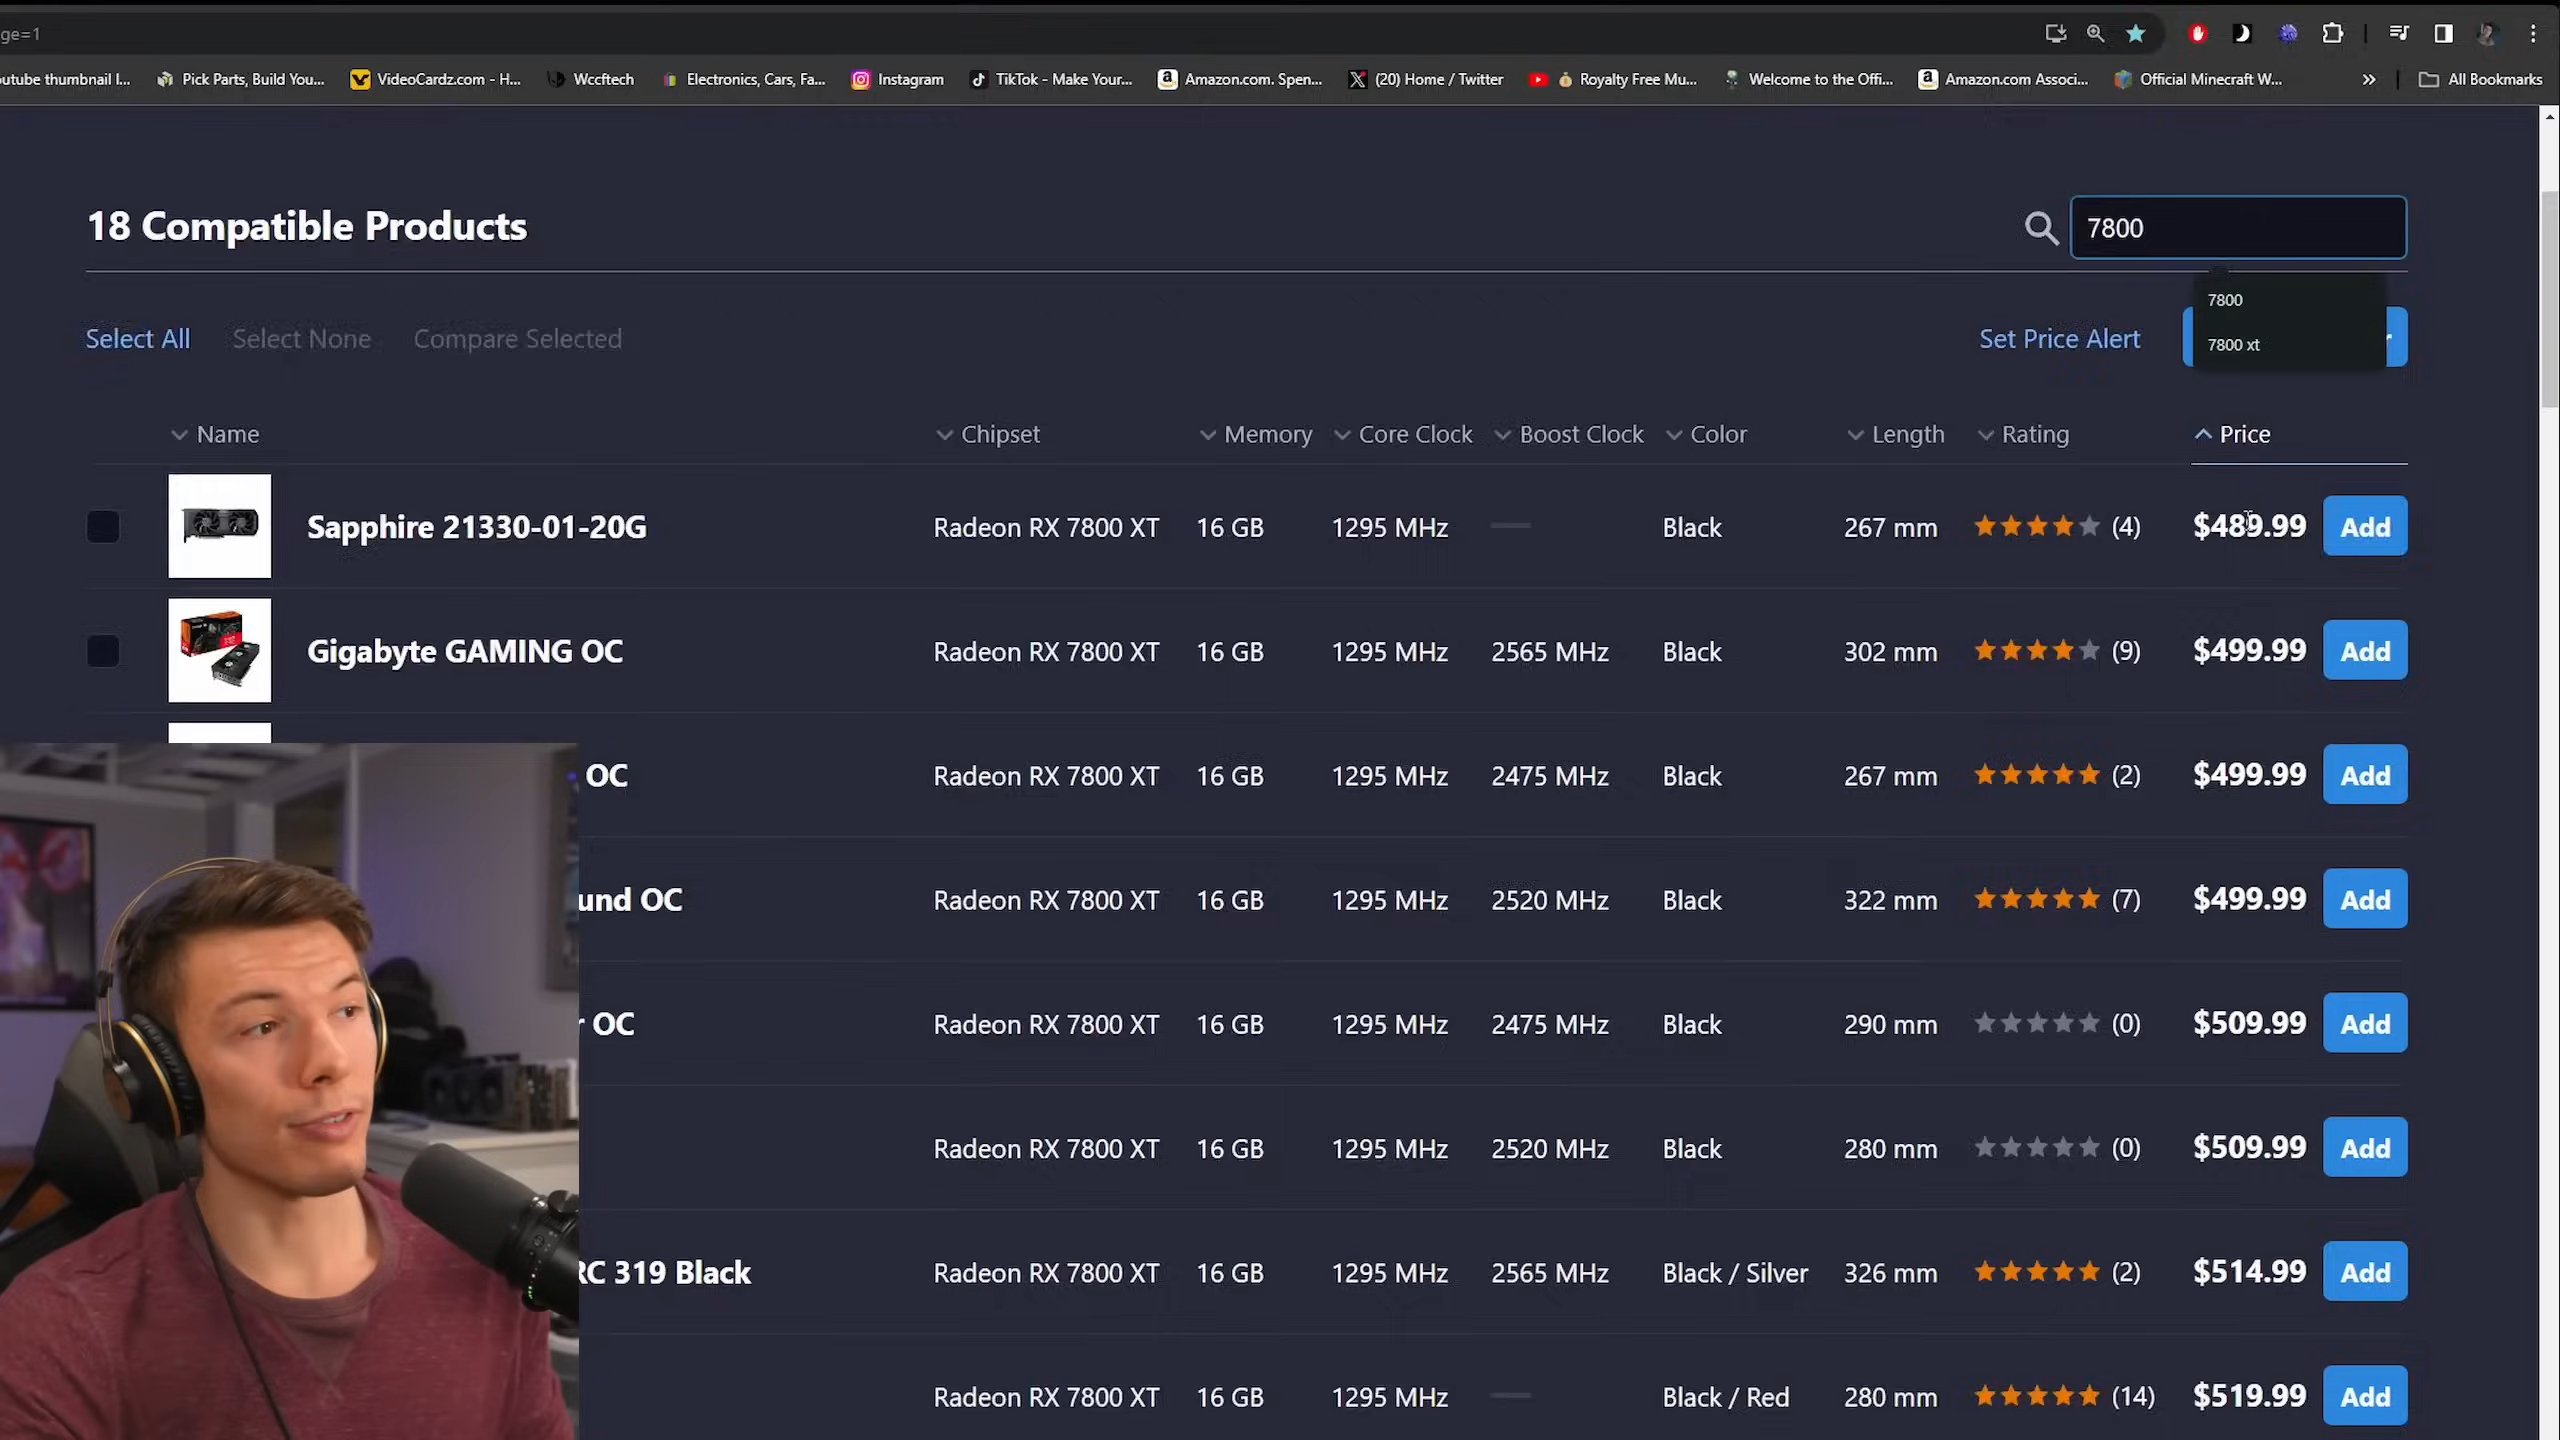 ge=1
outube thumbnail I... Pick Parts, Build You... VideoCardz.com - H... Wccftech Electronics, Cars, Fa... Instagram TikTok - Make Your... Amazon.com. Spen... (20) Home / Twitter Royalty Free Mu... Welcome to the Offi... Amazon.com Associ... Official Minecraft W... » All Bookmarks
18 Compatible Products 7800
7800
Select All Select None Compare Selected Set Price Alert 7800 xt
Name Chipset Memory Core Clock Boost Clock Color Length Rating Price
Sapphire 21330-01-20G Radeon RX 7800 XT 16 GB 1295 MHz Black 267 mm (4) $489.99 Add
Gigabyte GAMING OC Radeon RX 7800 XT 16 GB 1295 MHz 2565 MHz Black 302 mm (9) $499.99 Add
OC Radeon RX 7800 XT 16 GB 1295 MHz 2475 MHz Black 267 mm (2) $499.99 Add
und OC Radeon RX 7800 XT 16 GB 1295 MHz 2520 MHz Black 322 mm (7) $499.99 Add
r OC Radeon RX 7800 XT 16 GB 1295 MHz 2475 MHz Black 290 mm (0) $509.99 Add
Radeon RX 7800 XT 16 GB 1295 MHz 2520 MHz Black 280 mm (0) $509.99 Add
RC 319 Black Radeon RX 7800 XT 16 GB 1295 MHz 2565 MHz Black / Silver 326 mm (2) $514.99 Add
Radeon RX 7800 XT 16 GB 1295 MHz Black / Red 280 mm (14) $519.99 Add